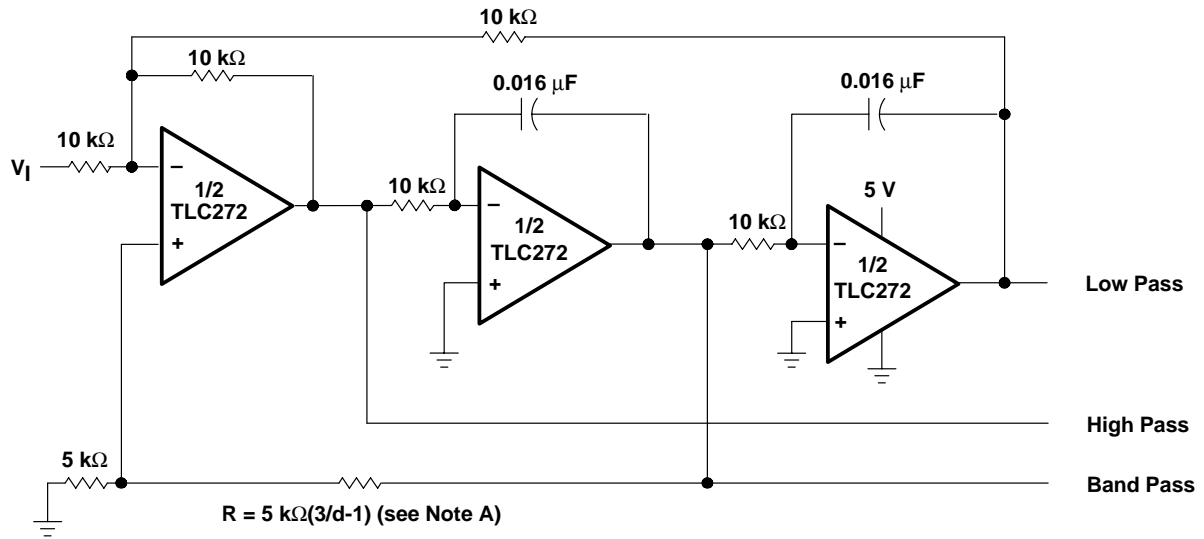 10 kΩ
10 kΩ
0.016 μF
0.016 μF
10 kΩ
VI
−
+
1/2
TLC272
10 kΩ
−
+
1/2
TLC272
10 kΩ
5 V
−
+
1/2
TLC272
Low Pass
High Pass
5 kΩ
Band Pass
R = 5 kΩ(3/d-1) (see Note A)